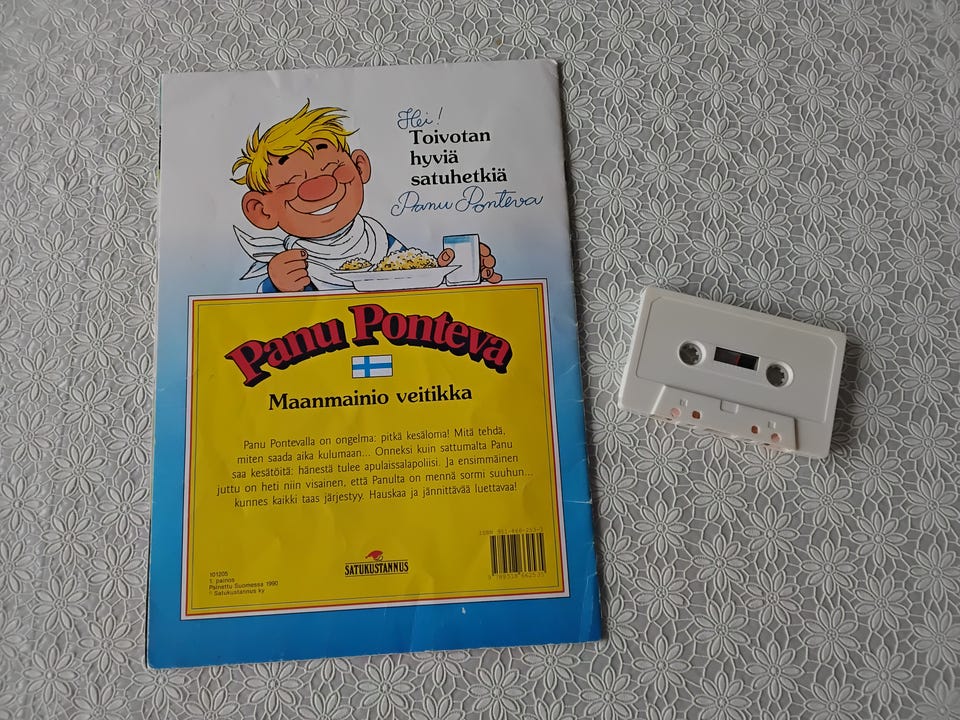 Hei!
Toivotan
hyviä
satuhetkiä
Panu Ponteva
Panu Ponteva
Maanmainio veitikka
Panu Pontevalla on ongelma: pitkä kesäloma! Mitä tehdä,
miten saada aika kulumaan... Onneksi kuin sattumalta Panu
saa kesätöitä: hänestä tulee apulaissalapoliisi. Ja ensimmäinen
juttu on heti niin visainen, että Panulta on mennä sormi suuhun...
kunnes kaikki taas järjestyy. Hauskaa ja jännittävää luettavaa!
101205
1. painos
Painettu Suomessa 1990
Satukustannus ky
SATUKUSTANNUS
ISBN